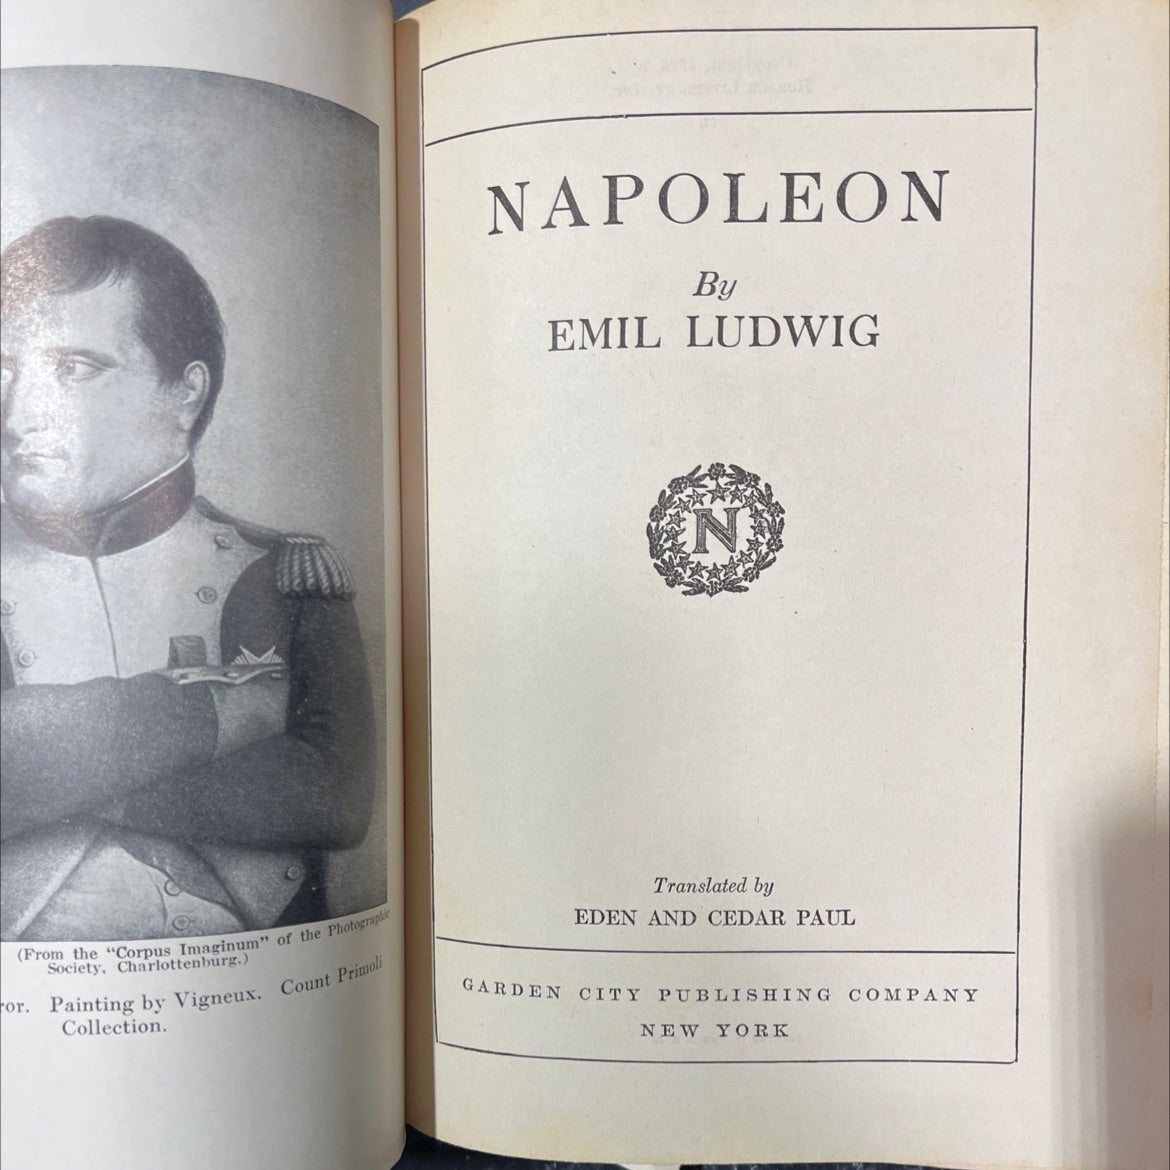 (From the "Corpus Imaginum" of the Photographic
Society, Charlottenburg.)
ror. Painting by Vigneux. Count Primoli
Collection.
NAPOLEON
By
EMIL LUDWIG
N
Translated by
EDEN AND CEDAR PAUL
GARDEN CITY PUBLISHING COMPANY
NEW YORK